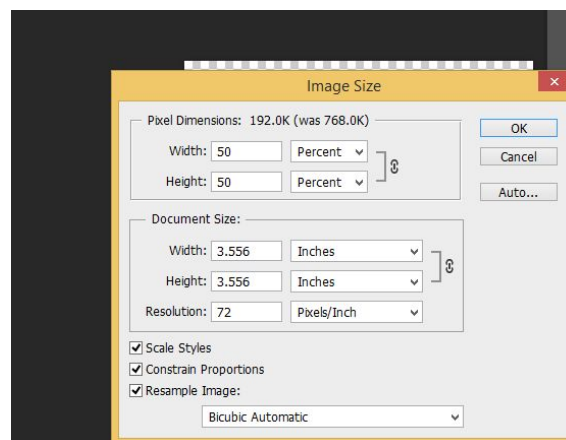 Image Size
Pixel Dimensions: 192.0K (was 768.0K)
OK
Width: 50 Percent
Cancel
Height: 50 Percent
Auto...
Document Size:
Width: 3.556 Inches
Height: 3.556 Inches
Resolution: 72 Pixels/Inch
Scale Styles
Constrain Proportions
Resample Image:
Bicubic Automatic